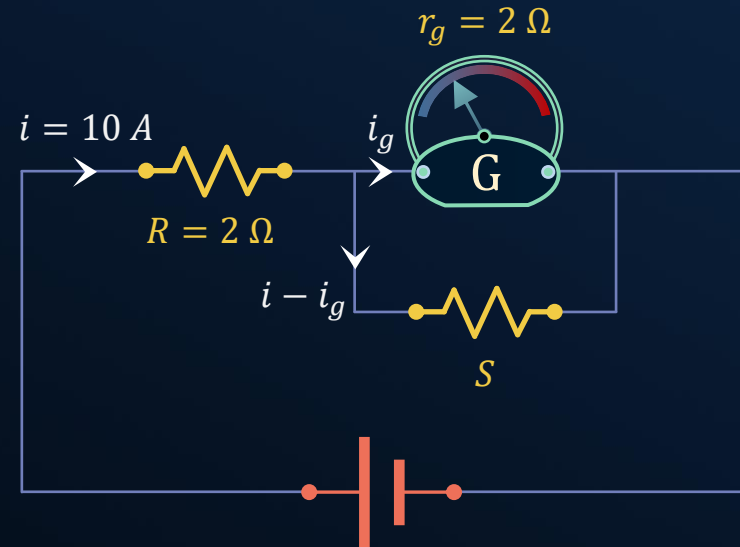 r_g = 2 Ω
i = 10 A
i_g
G
R = 2 Ω
i − i_g
S